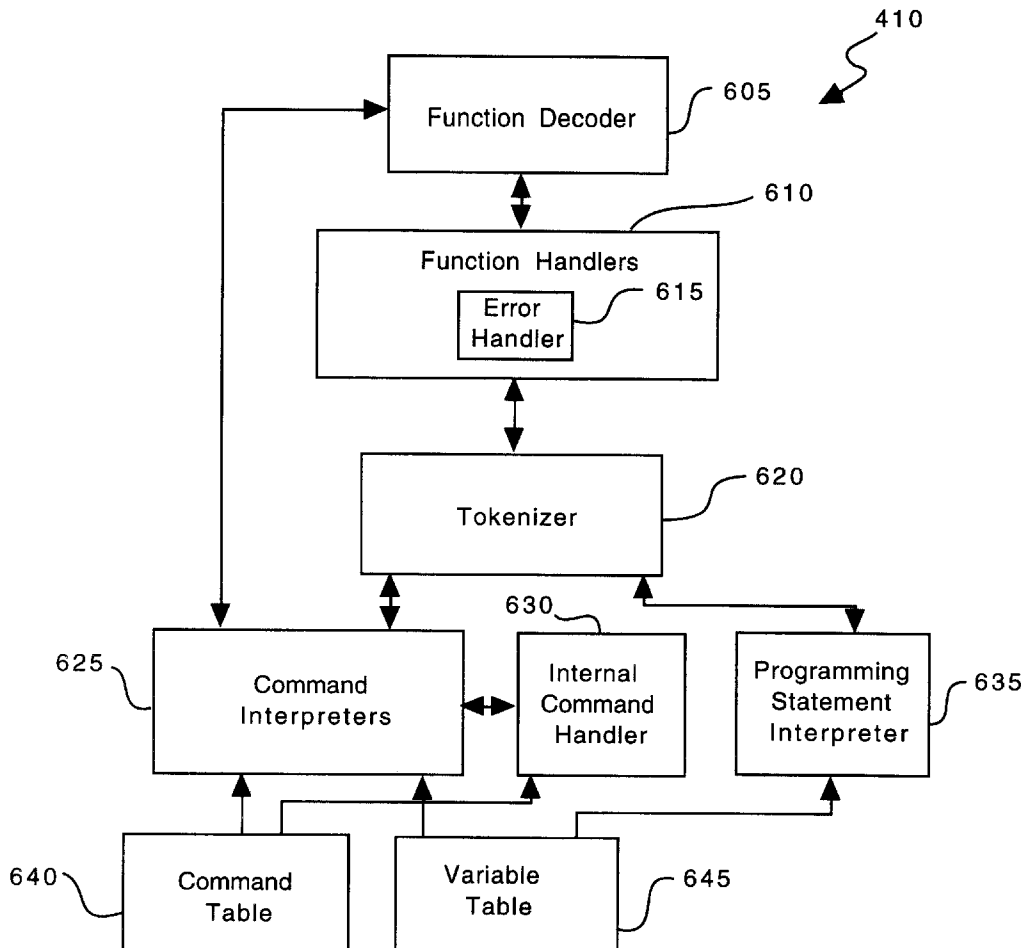 410
Function Decoder
605
610
Function Handlers
615
Error
Handler
620
Tokenizer
630
625
Command
Interpreters
Internal
Command
Handler
Programming
Statement
Interpreter
635
640
Command
Table
Variable
Table
645